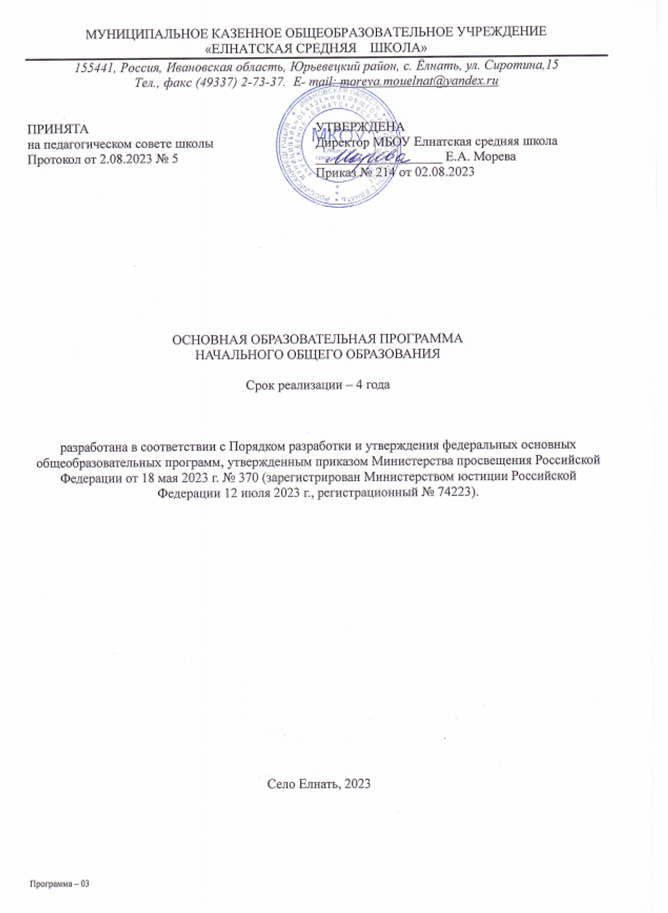 МУНИЦИПАЛЬНОЕ КАЗЕННОЕ ОБЩЕОБРАЗОВАТЕЛЬНОЕ УЧРЕЖДЕНИЕ
«ЕЛНАТСКАЯ СРЕДНЯЯ ШКОЛА»
155441, Россия, Ивановская область, Юрьевецкий район, с. Ёлнать, ул. Сиротина,15
Тел., факс (49337) 2-73-37. E- mail: moreva.mouelnat@yandex.ru
ПРИНЯТА
на педагогическом совете школы
Протокол от 2.08.2023 № 5
УТВЕРЖДЕНА
Директор МБОУ Елнатская средняя школа
Морева Е.А. Морева
Приказ № 214 от 02.08.2023
МКОУ
ОСНОВНАЯ ОБРАЗОВАТЕЛЬНАЯ ПРОГРАММА
НАЧАЛЬНОГО ОБЩЕГО ОБРАЗОВАНИЯ
Срок реализации – 4 года
разработана в соответствии с Порядком разработки и утверждения федеральных основных
общеобразовательных программ, утвержденным приказом Министерства просвещения Российской
Федерации от 18 мая 2023 г. № 370 (зарегистрирован Министерством юстиции Российской
Федерации 12 июля 2023 г., регистрационный № 74223).
Село Елнать, 2023
Программа – 03